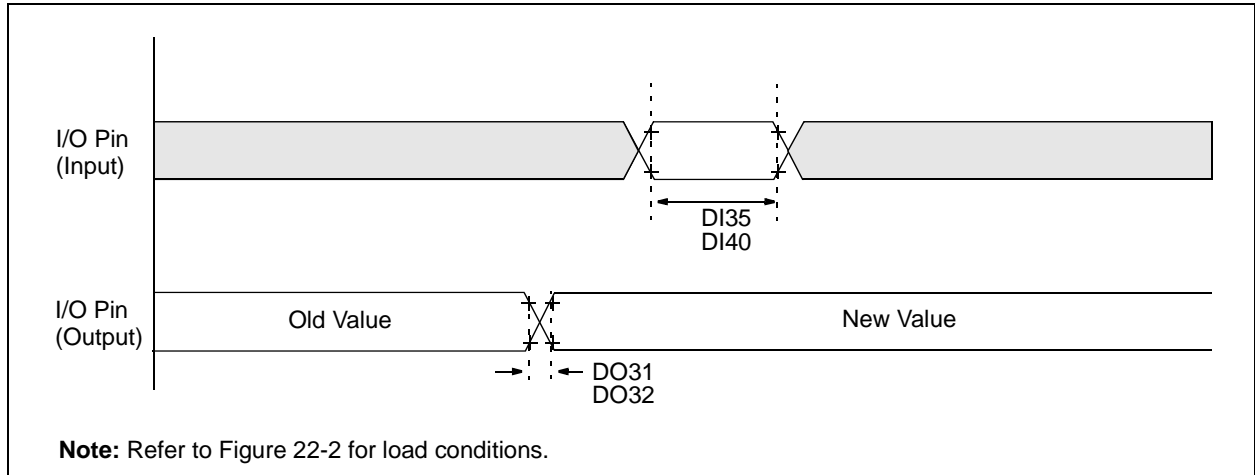 I/O Pin
(Input)
DI35
DI40
I/O Pin
(Output)
Old Value
New Value
DO31
DO32
Note: Refer to Figure 22-2 for load conditions.